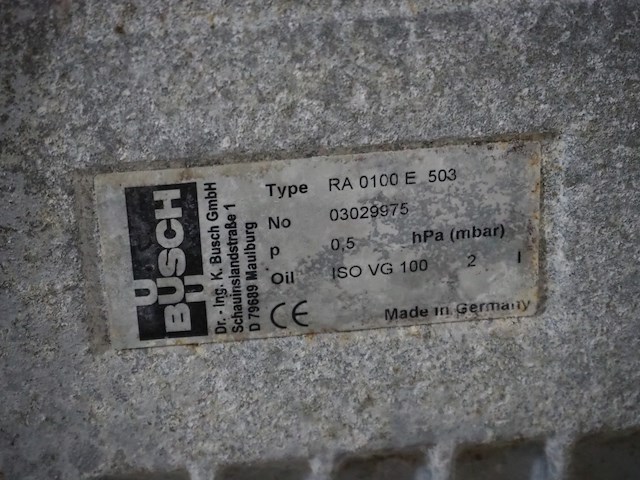 BUSCH
Dr. - Ing. K. Busch GmbH
Schauinslandstraße 1
D 79689 Maulburg
Type RA 0100 E 503
No 03029975
p 0,5 hPa (mbar)
Oil ISO VG 100 2 l
CE Made in Germany